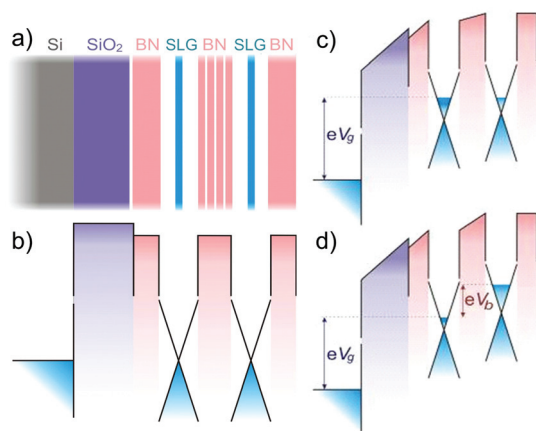 a)
Si SiO₂ BN SLG BN SLG BN
b)
c)
eVg
d)
eVg
eVb